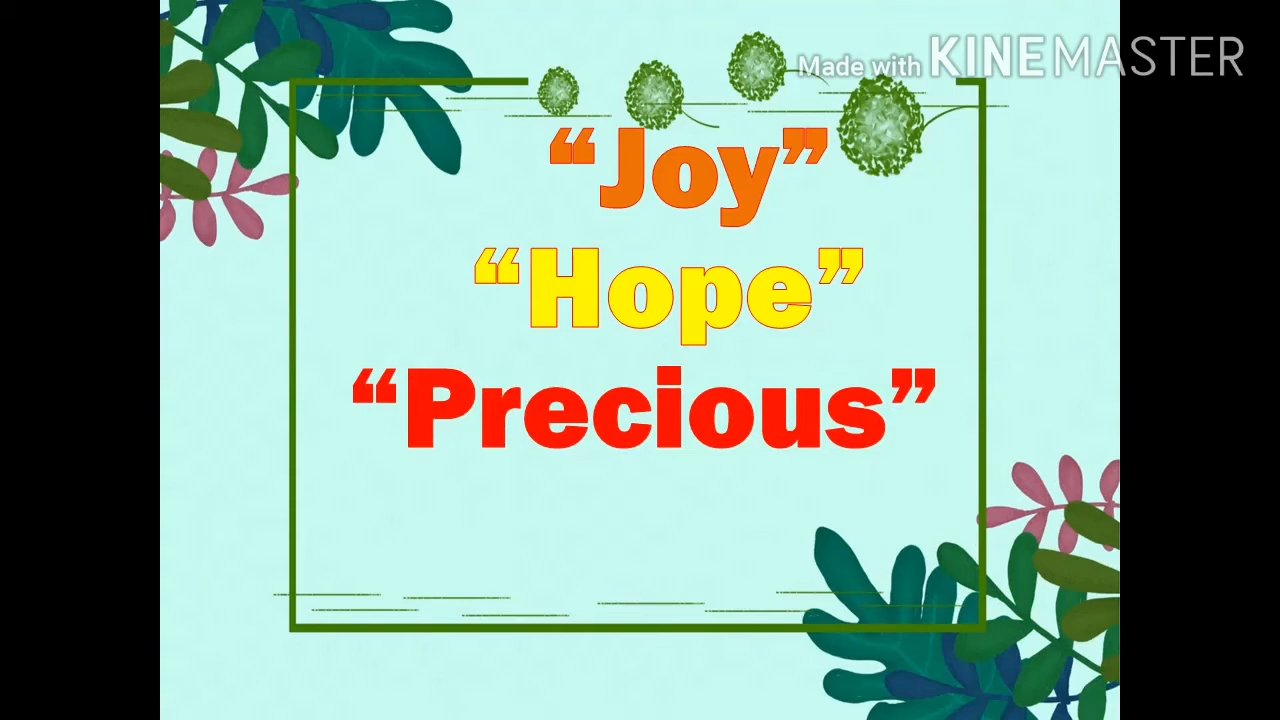 Made with KINEMASTER
“Joy”
“Hope”
“Precious”